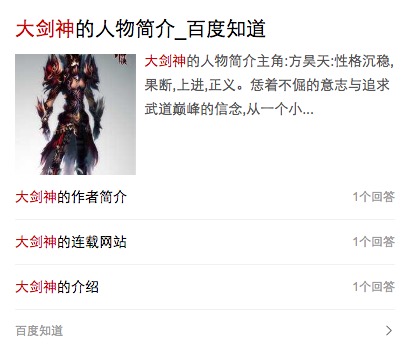 大剑神的人物简介_百度知道
大剑神的人物简介主角:方昊天:性格沉稳,
果断,上进,正义。恁着不倔的意志与追求
武道巅峰的信念,从一个小...
大剑神的作者简介 1个回答
大剑神的连载网站 1个回答
大剑神的介绍 1个回答
百度知道